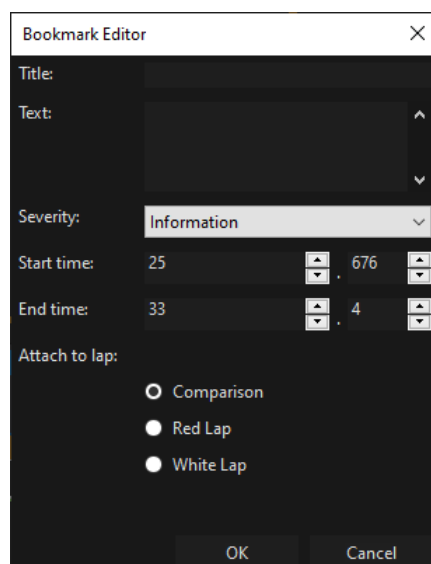 Bookmark Editor
Title:
Text:
Severity: Information
Start time: 25 . 676
End time: 33 . 4
Attach to lap:
Comparison
Red Lap
White Lap
OK Cancel